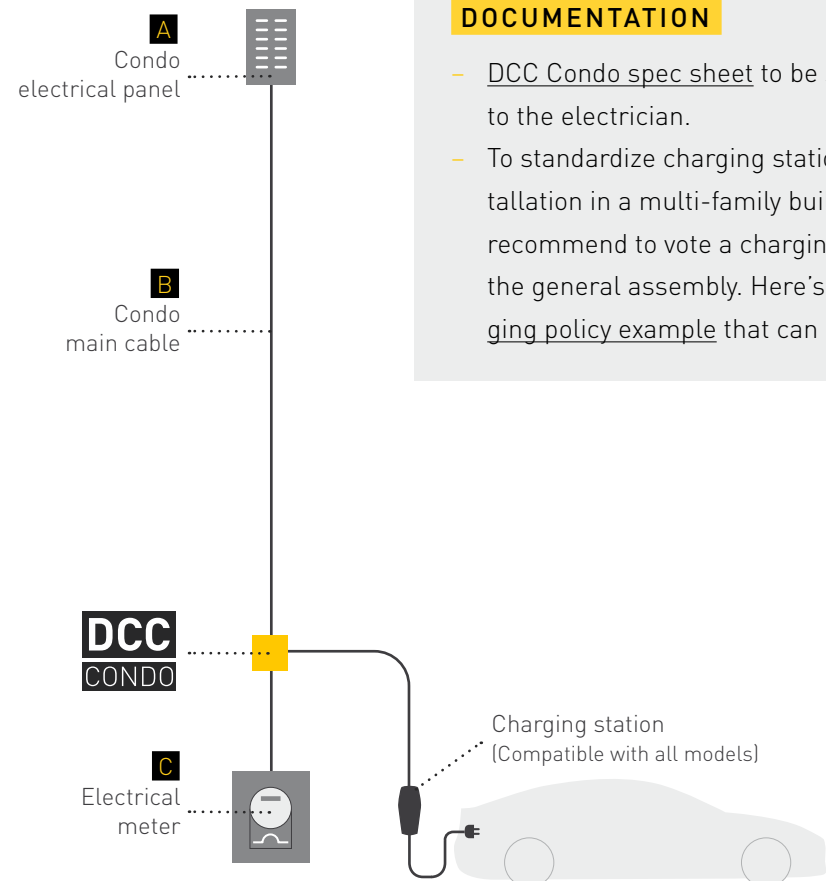 A
Condo
electrical panel
DOCUMENTATION
– DCC Condo spec sheet to be
to the electrician.
– To standardize charging
tallation in a multi-family
recommend to vote a
the general assembly. Here's
ging policy example that can
B
Condo
main cable
DCC
CONDO
Charging station
(Compatible with all models)
C
Electrical
meter